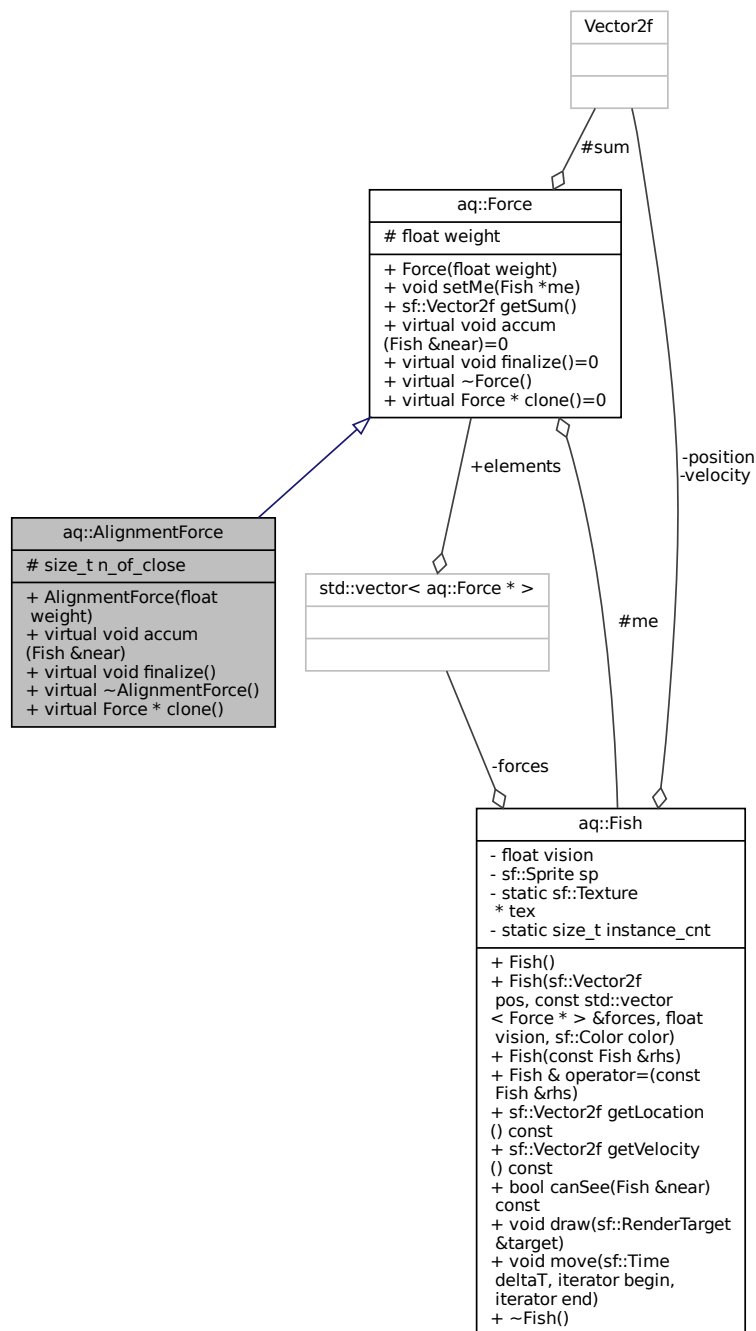 Vector2f
#sum
aq::Force
# float weight
+ Force(float weight)
+ void setMe(Fish *me)
+ sf::Vector2f getSum()
+ virtual void accum
(Fish &near)=0
+ virtual void finalize()=0
+ virtual ~Force()
+ virtual Force * clone()=0
-position
-velocity
+elements
aq::AlignmentForce
# size_t n_of_close
+ AlignmentForce(float
weight)
+ virtual void accum
(Fish &near)
+ virtual void finalize()
+ virtual ~AlignmentForce()
+ virtual Force * clone()
std::vector< aq::Force * >
#me
-forces
aq::Fish
- float vision
- sf::Sprite sp
- static sf::Texture
* tex
- static size_t instance_cnt
+ Fish()
+ Fish(sf::Vector2f
pos, const std::vector
< Force * > &forces, float
vision, sf::Color color)
+ Fish(const Fish &rhs)
+ Fish & operator=(const
Fish &rhs)
+ sf::Vector2f getLocation
() const
+ sf::Vector2f getVelocity
() const
+ bool canSee(Fish &near)
const
+ void draw(sf::RenderTarget
&target)
+ void move(sf::Time
deltaT, iterator begin,
iterator end)
+ ~Fish()